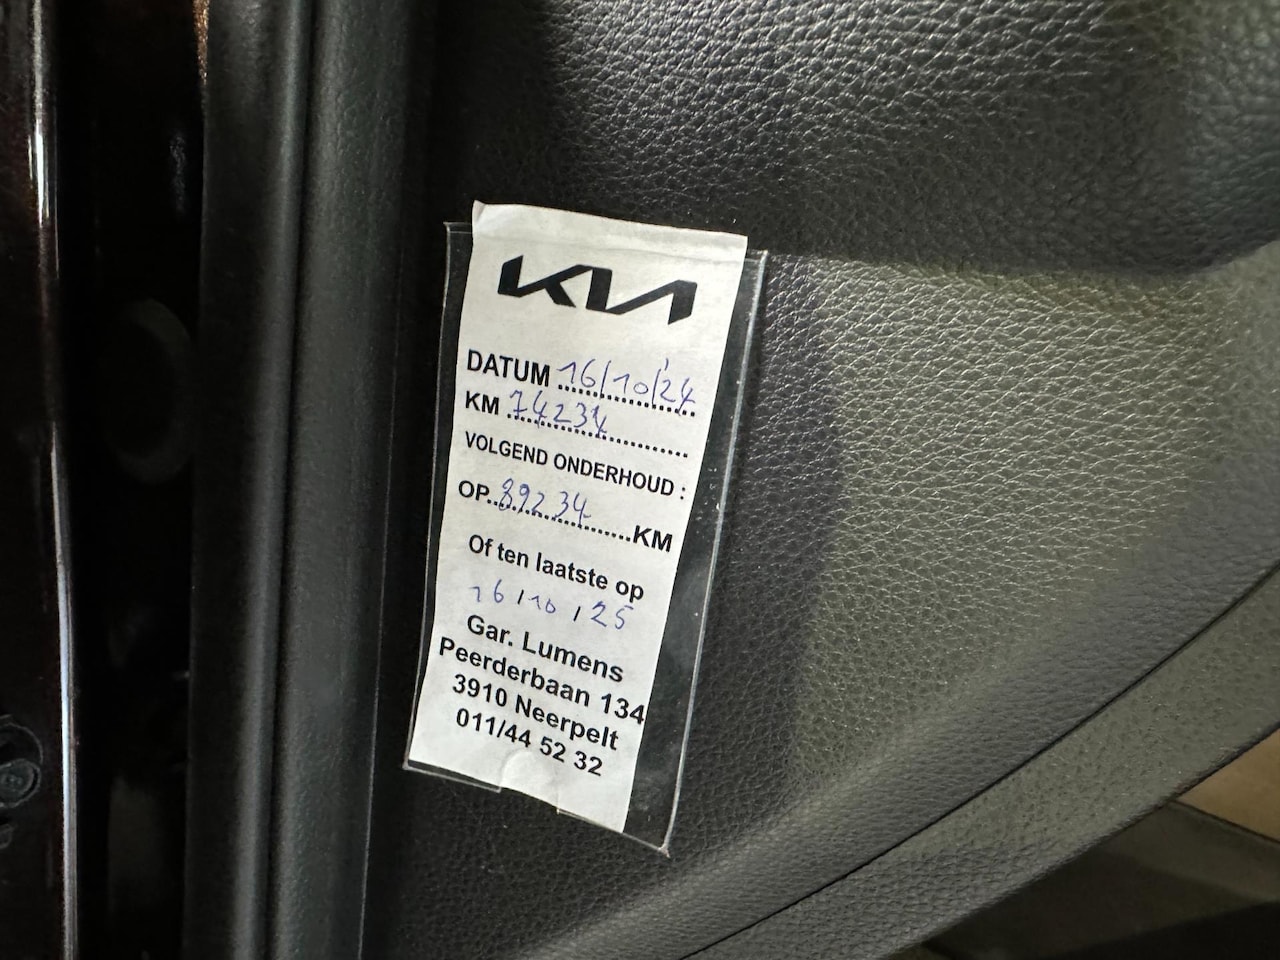 KIA
DATUM 16/10/'24
KM 74234
VOLGEND ONDERHOUD :
OP 89234 KM
Of ten laatste op
16/10/25
Gar. Lumens
Peerderbaan 134
3910 Neerpelt
011/44 52 32